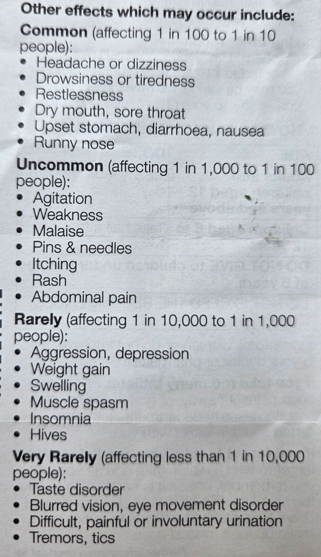 Other effects which may occur include:
Common (affecting 1 in 100 to 1 in 10
people):
• Headache or dizziness
• Drowsiness or tiredness
• Restlessness
• Dry mouth, sore throat
• Upset stomach, diarrhoea, nausea
• Runny nose
Uncommon (affecting 1 in 1,000 to 1 in 100
people):
• Agitation
• Weakness
• Malaise
• Pins & needles
• Itching
• Rash
• Abdominal pain
Rarely (affecting 1 in 10,000 to 1 in 1,000
people):
• Aggression, depression
• Weight gain
• Swelling
• Muscle spasm
• Insomnia
• Hives
Very Rarely (affecting less than 1 in 10,000
people):
• Taste disorder
• Blurred vision, eye movement disorder
• Difficult, painful or involuntary urination
• Tremors, tics